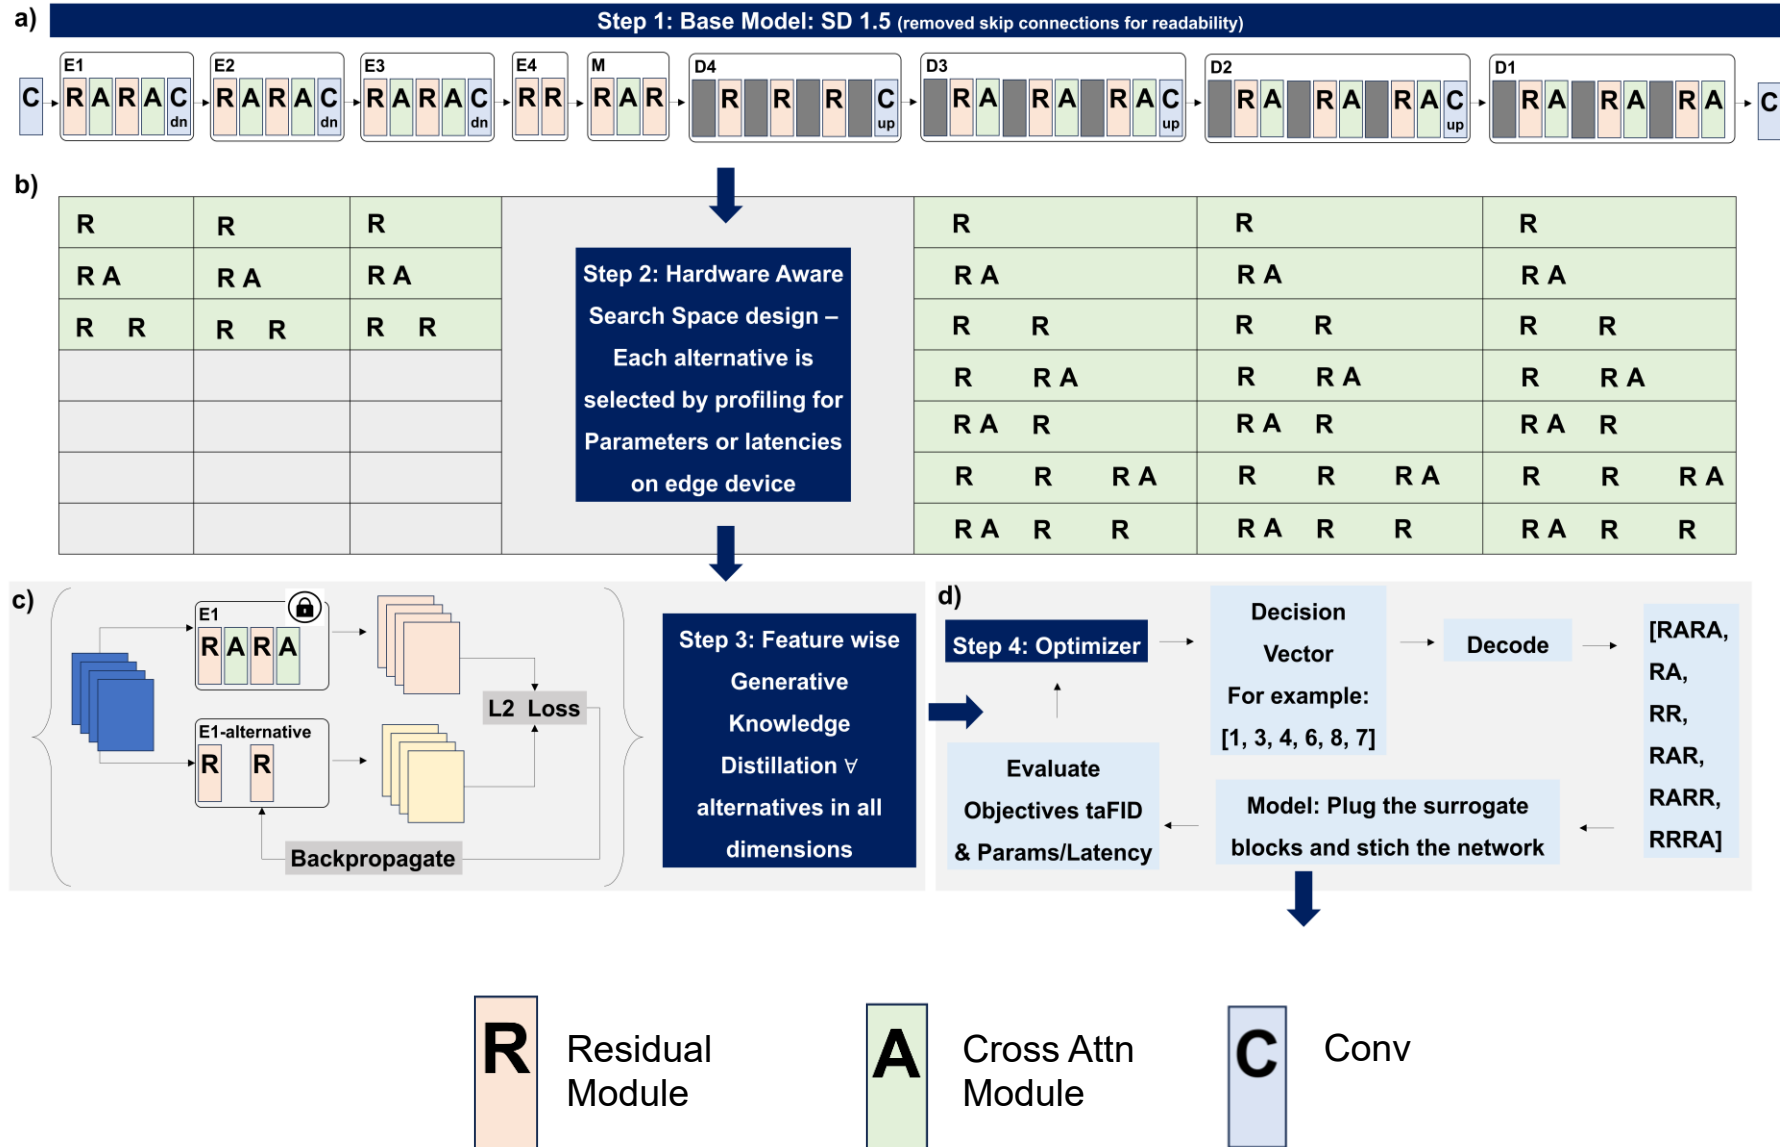 a)
Step 1: Base Model: SD 1.5 (removed skip connections for readability)
C
E1
R A R A C dn
E2
R A R A C dn
E3
R A R A C dn
E4
R R
M
R A R
D4
R R R C up
D3
R A R A R A C up
D2
R A R A R A C up
D1
R A R A R A
C
b)
R R R R R R
R A R A R A R A R A R A
R R R R R R R R R R R R
R R A R R A R R A
R A R R A R R A R
R R R A R R R A R R R A
R A R R R A R R R A R R
Step 2: Hardware Aware
Search Space design –
Each alternative is
selected by profiling for
Parameters or latencies
on edge device
c)
E1
R A R A
E1-alternative
R R
L2 Loss
Backpropagate
Step 3: Feature wise
Generative
Knowledge
Distillation ∀
alternatives in all
dimensions
d)
Step 4: Optimizer
Decision
Vector
For example:
[1, 3, 4, 6, 8, 7]
Decode
[RARA,
RA,
RR,
RAR,
RARR,
RRRA]
Model: Plug the surrogate
blocks and stich the network
Evaluate
Objectives taFID
& Params/Latency
R
Residual
Module
A
Cross Attn
Module
C
Conv